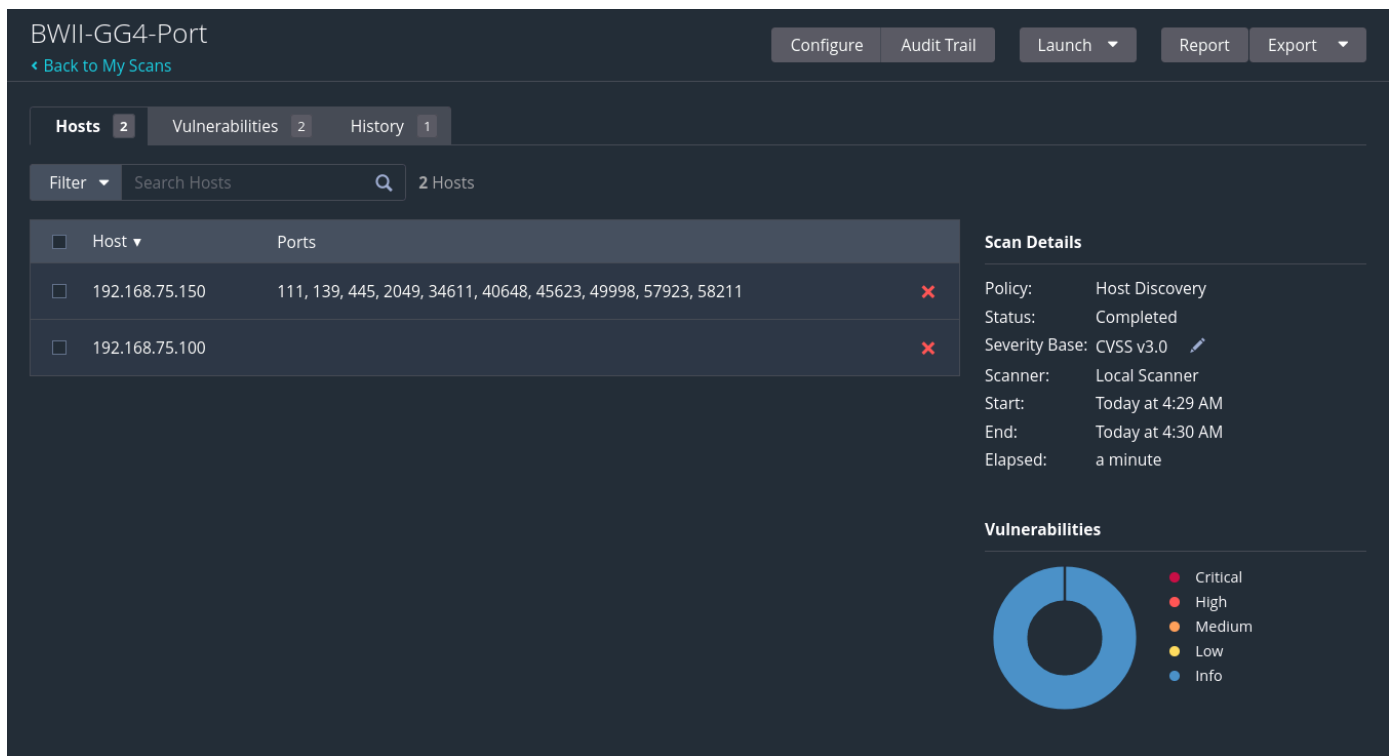 BWII-GG4-Port
Back to My Scans
Configure Audit Trail Launch Report Export
Hosts 2 Vulnerabilities 2 History 1
Filter Search Hosts 2 Hosts
Host Ports
192.168.75.150 111, 139, 445, 2049, 34611, 40648, 45623, 49998, 57923, 58211
192.168.75.100
Scan Details
Policy: Host Discovery
Status: Completed
Severity Base: CVSS v3.0
Scanner: Local Scanner
Start: Today at 4:29 AM
End: Today at 4:30 AM
Elapsed: a minute
Vulnerabilities
Critical
High
Medium
Low
Info